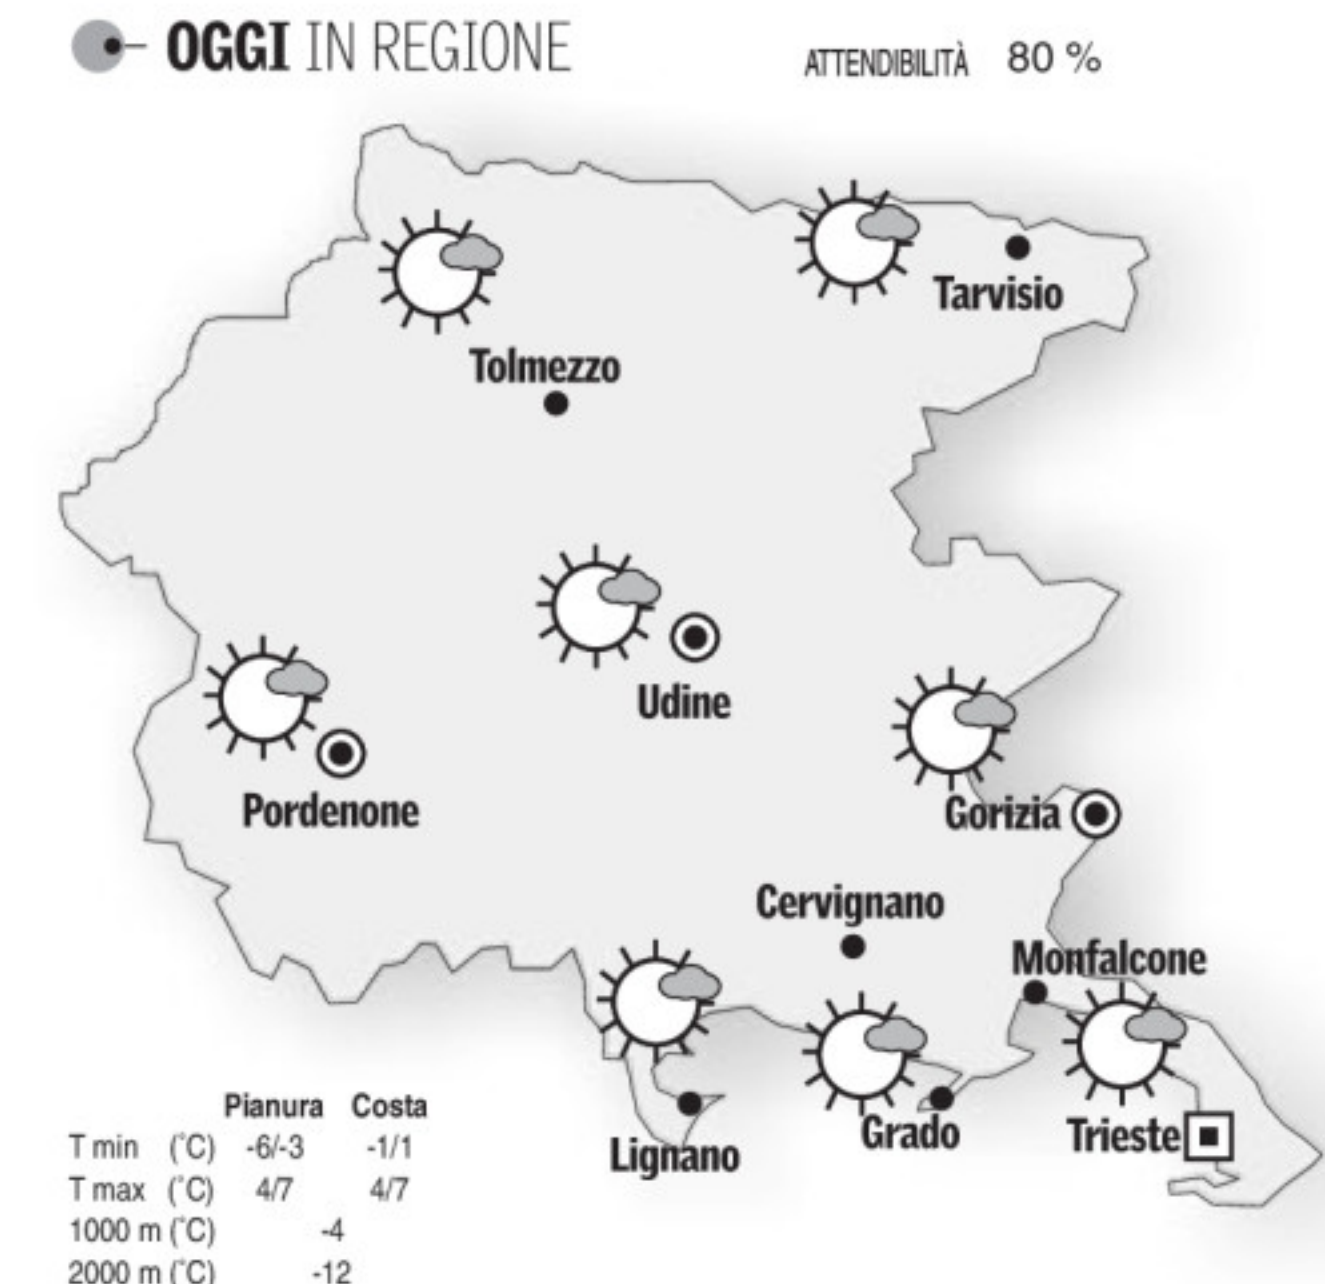 OGGI IN REGIONE
ATTENDIBILITÀ 80 %
Tarvisio
Tolmezzo
Udine
Pordenone
Gorizia
Cervignano
Monfalcone
Grado
Trieste
Lignano
Pianura Costa
T min (°C) -6/-3 -1/1
T max (°C) 4/7 4/7
1000 m (°C) -4
2000 m (°C) -12